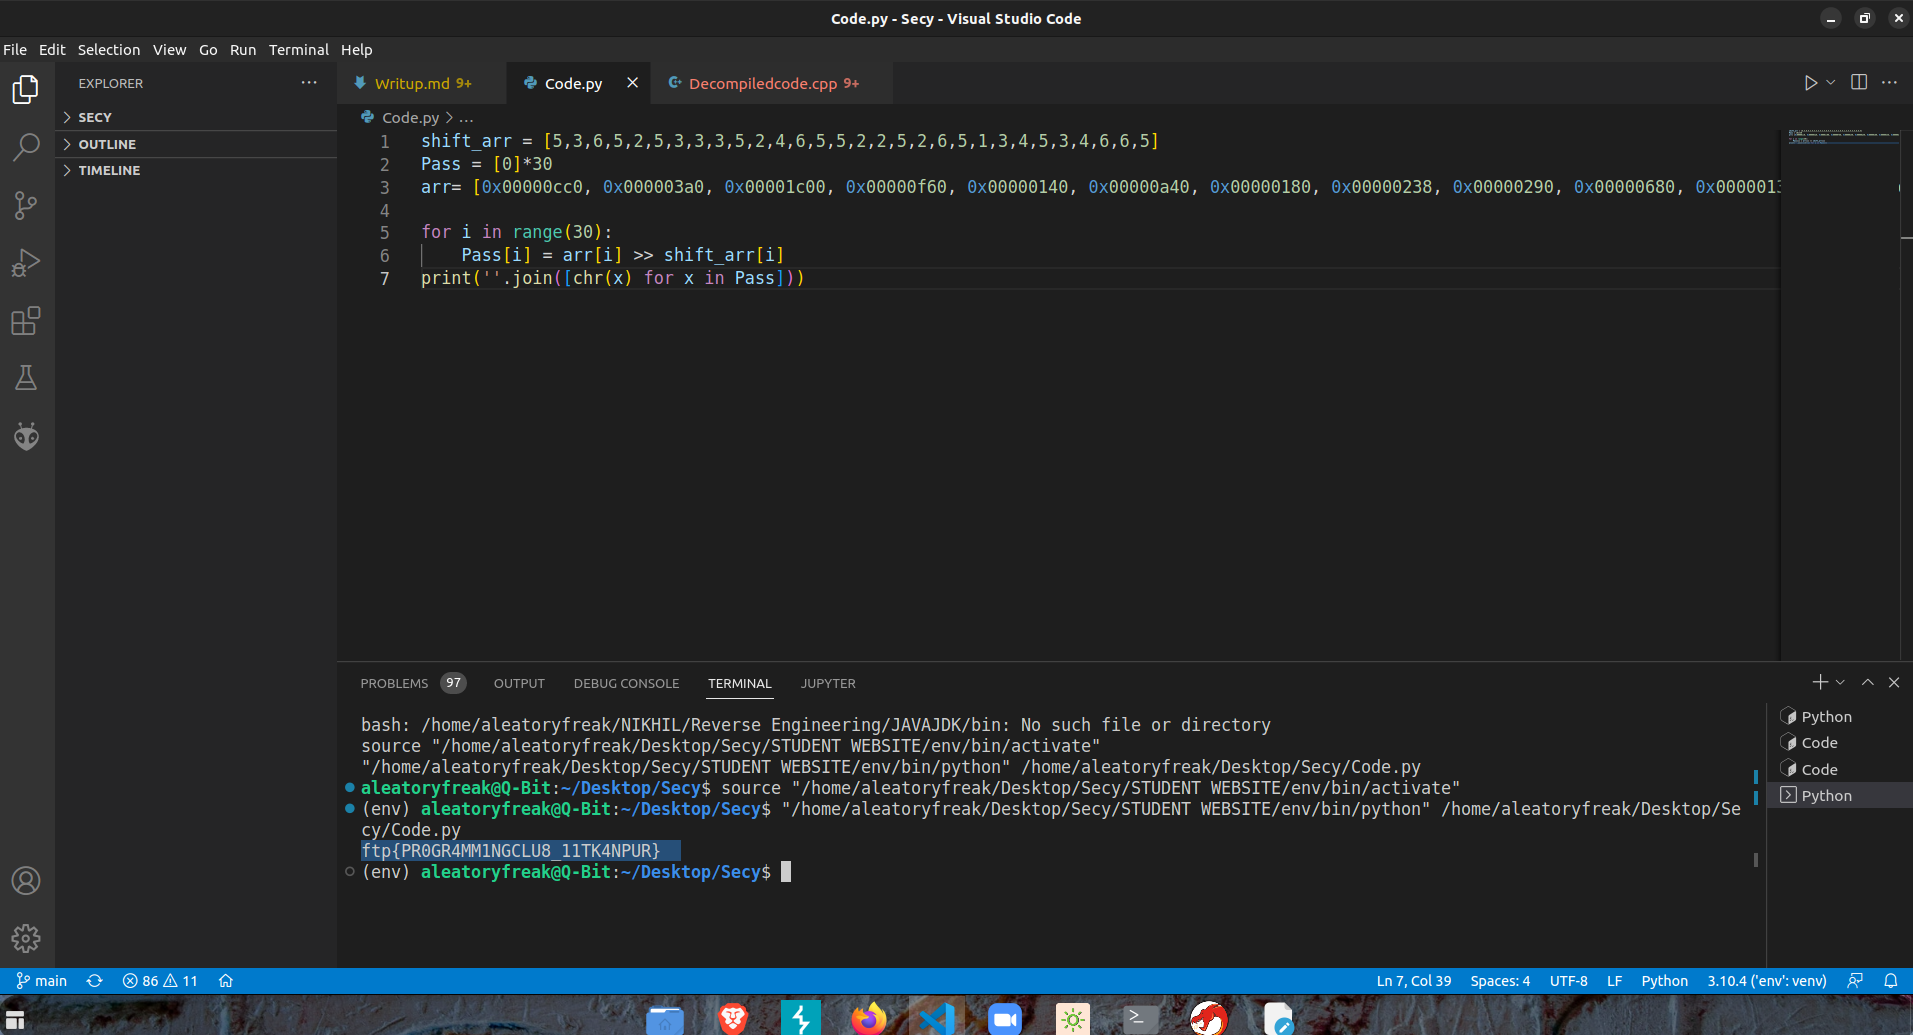 Code.py - Secy - Visual Studio Code
File Edit Selection View Go Run Terminal Help
EXPLORER ···
SECY
OUTLINE
TIMELINE
Writup.md 9+ Code.py Decompiledcode.cpp 9+
Code.py > ...
1 shift_arr = [5,3,6,5,2,5,3,3,3,5,2,4,6,5,5,2,2,5,2,6,5,1,3,4,5,3,4,6,6,5]
2 Pass = [0]*30
3 arr= [0x00000cc0, 0x000003a0, 0x00001c00, 0x00000f60, 0x00000140, 0x00000a40, 0x00000180, 0x00000238, 0x00000290, 0x00000680, 0x0000013
4
5 for i in range(30):
6 Pass[i] = arr[i] >> shift_arr[i]
7 print(''.join([chr(x) for x in Pass]))
PROBLEMS 97 OUTPUT DEBUG CONSOLE TERMINAL JUPYTER
bash: /home/aleatoryfreak/NIKHIL/Reverse Engineering/JAVAJDK/bin: No such file or directory
source "/home/aleatoryfreak/Desktop/Secy/STUDENT WEBSITE/env/bin/activate"
"/home/aleatoryfreak/Desktop/Secy/STUDENT WEBSITE/env/bin/python" /home/aleatoryfreak/Desktop/Secy/Code.py
aleatoryfreak@Q-Bit:~/Desktop/Secy$ source "/home/aleatoryfreak/Desktop/Secy/STUDENT WEBSITE/env/bin/activate"
(env) aleatoryfreak@Q-Bit:~/Desktop/Secy$ "/home/aleatoryfreak/Desktop/Secy/STUDENT WEBSITE/env/bin/python" /home/aleatoryfreak/Desktop/Se
cy/Code.py
ftp{PR0GR4MM1NGCLU8_11TK4NPUR}
(env) aleatoryfreak@Q-Bit:~/Desktop/Secy$
Python
Code
Code
Python
main 86 11 Ln 7, Col 39 Spaces: 4 UTF-8 LF Python 3.10.4 ('env': venv)